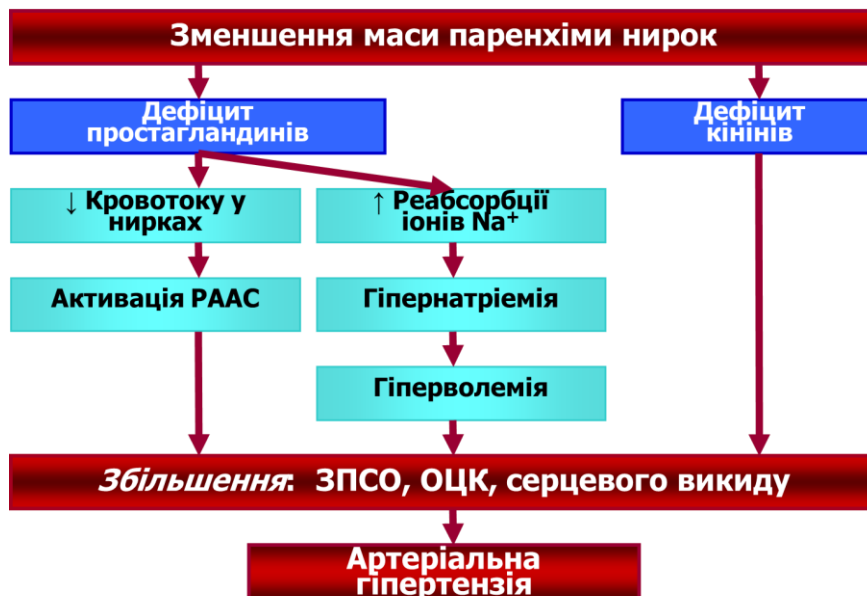 Зменшення маси паренхіми нирок
Дефіцит
простагландинів
Дефіцит
кінінів
↓ Кровотоку у
нирках
↑ Реабсорбції
іонів Na⁺
Активація РААС
Гіпернатріемія
Гіперволемія
Збільшення: ЗПСО, ОЦК, серцевого викиду
Артеріальна
гіпертензія